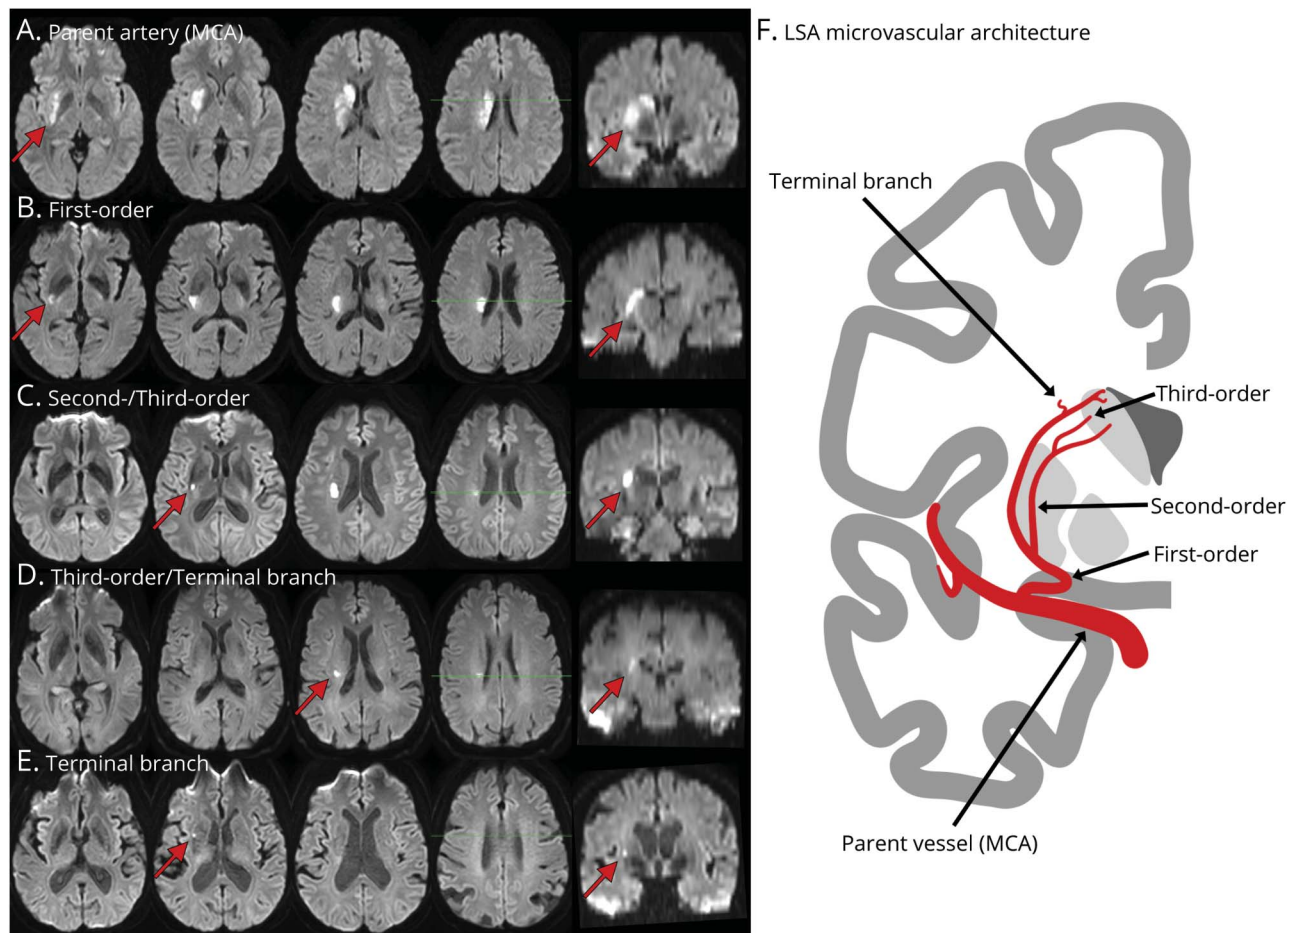 A. Parent artery (MCA)
B. First-order
C. Second-/Third-order
D. Third-order/Terminal branch
E. Terminal branch
F. LSA microvascular architecture
Terminal branch
Third-order
Second-order
First-order
Parent vessel (MCA)